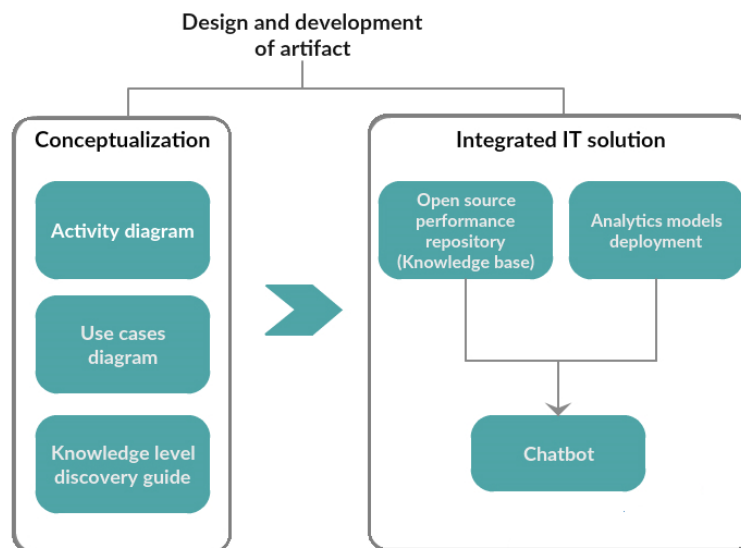 Design and development
of artifact
Conceptualization
Activity diagram
Use cases
diagram
Knowledge level
discovery guide
Integrated IT solution
Open source
performance
repository
(Knowledge base)
Analytics models
deployment
Chatbot